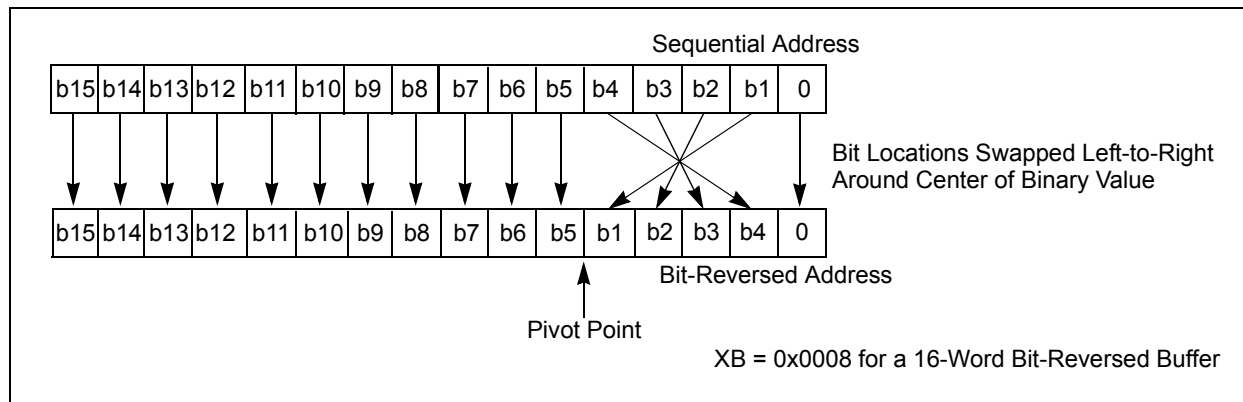 Sequential Address
b15 b14 b13 b12 b11 b10 b9 b8 b7 b6 b5 b4 b3 b2 b1 0
Bit Locations Swapped Left-to-Right
Around Center of Binary Value
b15 b14 b13 b12 b11 b10 b9 b8 b7 b6 b5 b1 b2 b3 b4 0
Bit-Reversed Address
Pivot Point
XB = 0x0008 for a 16-Word Bit-Reversed Buffer